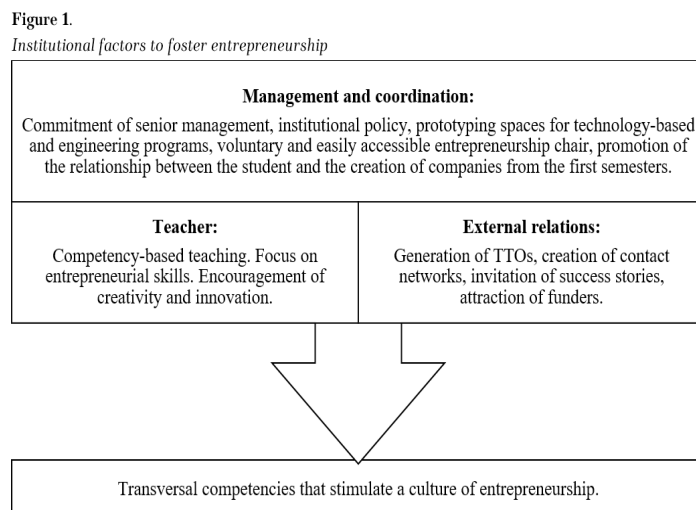 Figure 1.
Institutional factors to foster entrepreneurship
Management and coordination:
Commitment of senior management, institutional policy, prototyping spaces for technology-based
and engineering programs, voluntary and easily accessible entrepreneurship chair, promotion of
the relationship between the student and the creation of companies from the first semesters.
Teacher:
Competency-based teaching. Focus on
entrepreneurial skills. Encouragement of
creativity and innovation.
External relations:
Generation of TTOs, creation of contact
networks, invitation of success stories,
attraction of funders.
Transversal competencies that stimulate a culture of entrepreneurship.